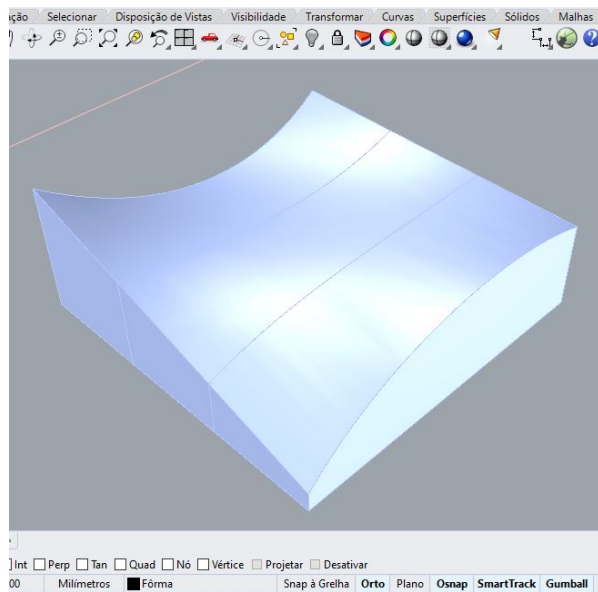 Selecionar Disposição de Vistas Visibilidade Transformar Curvas Superfícies Sólidos Malhas
Int Perp Tan Quad Nó Vértice Projetar Desativar
00 Milímetros Fôrma Snap à Grelha Orto Plano Osnap SmartTrack Gumball